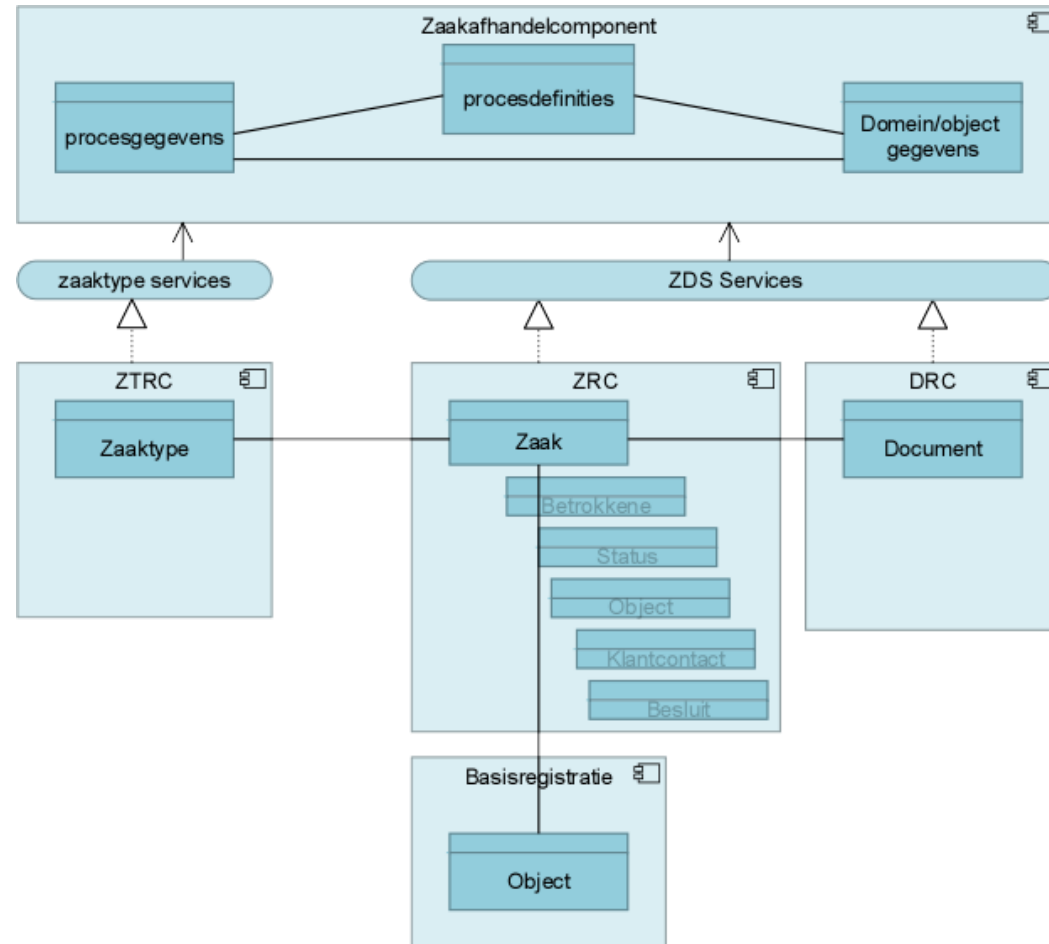 Zaakafhandelcomponent
procesdefinities
procesgegevens
Domein/object
gegevens
zaaktype services
ZDS Services
ZTRC
ZRC
DRC
Zaaktype
Zaak
Document
Betrokkene
Status
Object
Klantcontact
Besluit
Basisregistratie
Object